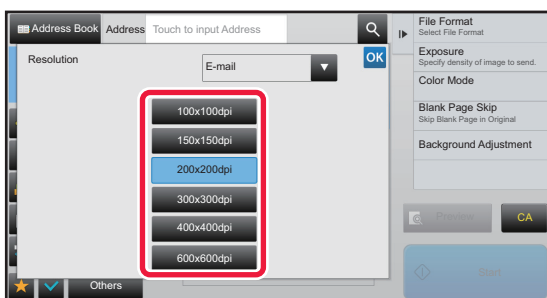 Address Book
Address
Touch to input Address
Resolution
E-mail
OK
100x100dpi
150x150dpi
200x200dpi
300x300dpi
400x400dpi
600x600dpi
Others
File Format
Select File Format
Exposure
Specify density of image to send.
Color Mode
Blank Page Skip
Skip Blank Page in Original
Background Adjustment
Preview
CA
Start